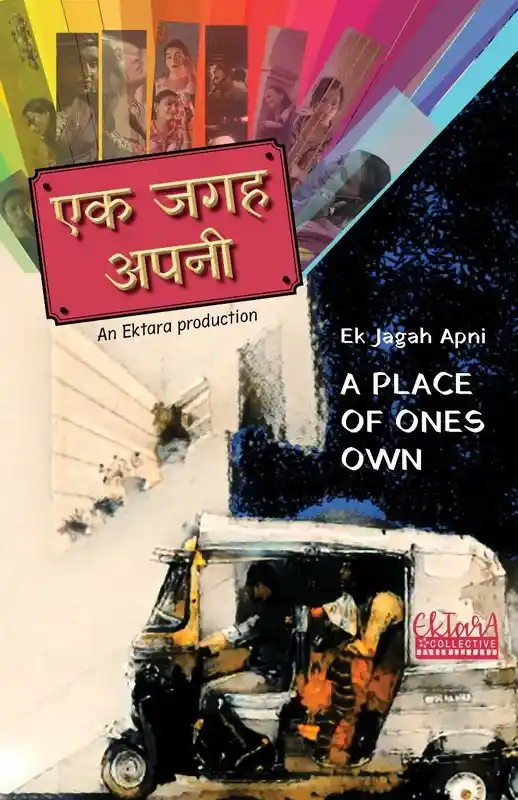 एक जगह
अपनी
An Ektara production
Ek Jagah Apni
A PLACE
OF ONES
OWN
EkTarA
COLLECTIVE